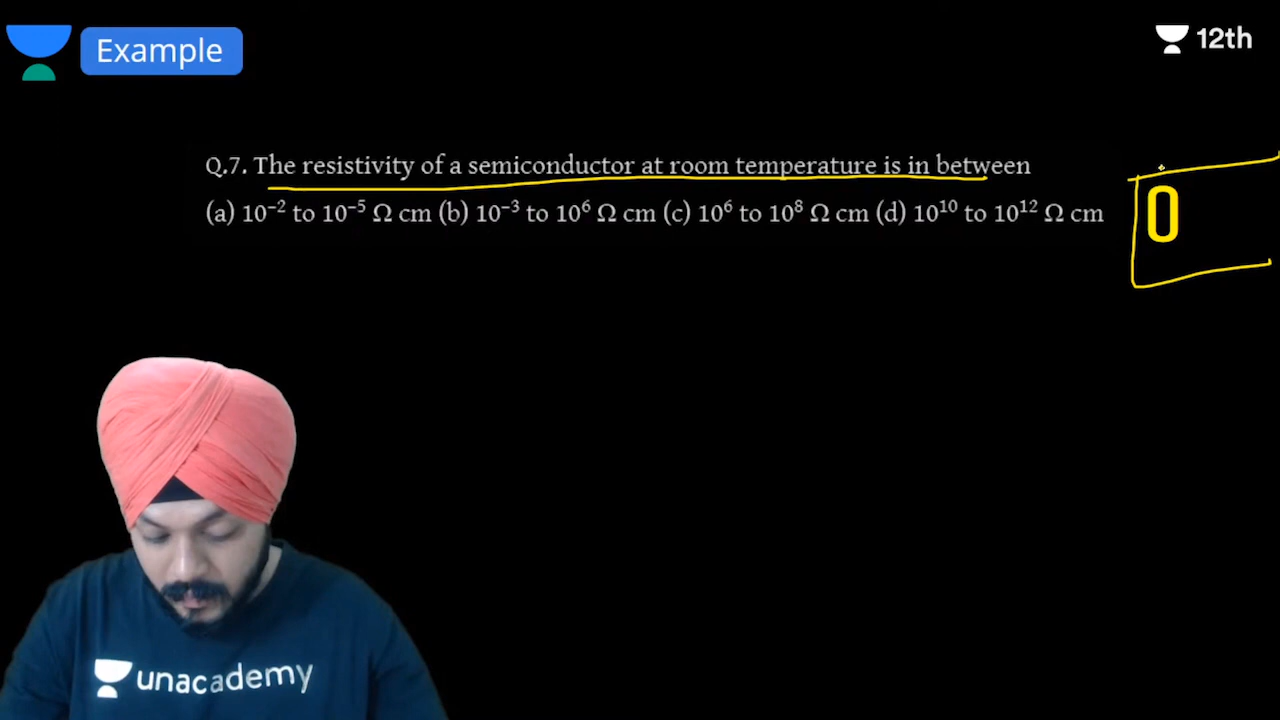 Example
12th
Q.7. The resistivity of a semiconductor at room temperature is in between
(a) 10⁻² to 10⁻⁵ Ω cm (b) 10⁻³ to 10⁶ Ω cm (c) 10⁶ to 10⁸ Ω cm (d) 10¹⁰ to 10¹² Ω cm
0
unacademy